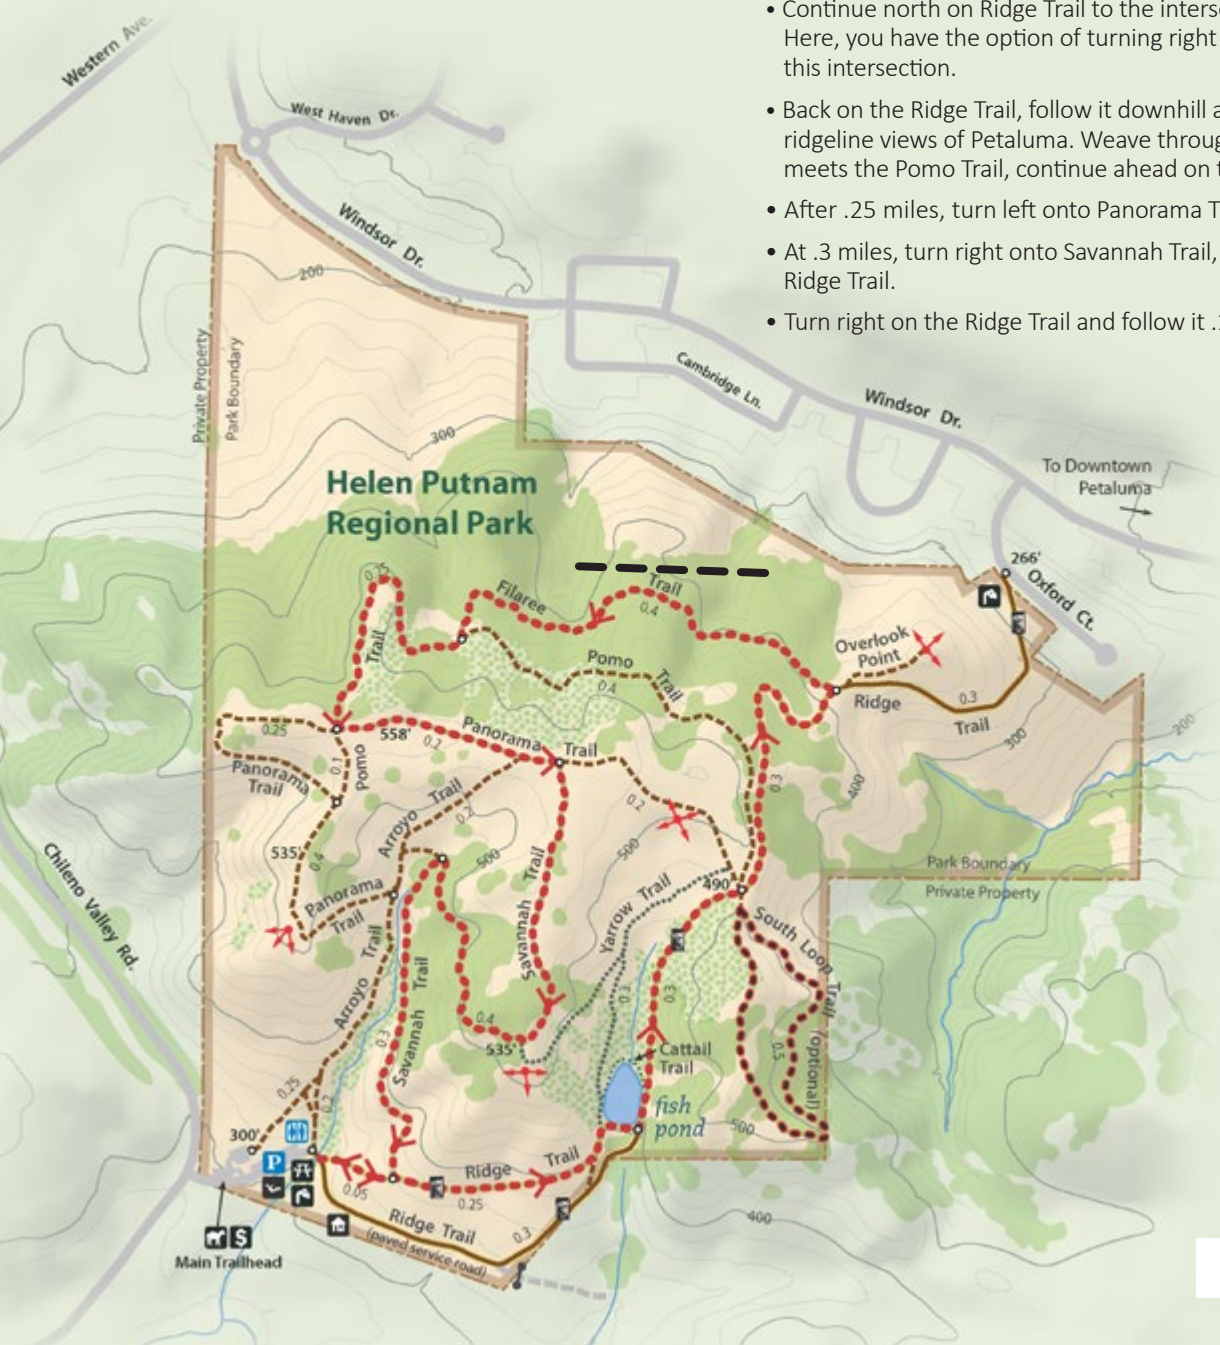 • Continue north on Ridge Trail to the inters
Here, you have the option of turning right
this intersection.
• Back on the Ridge Trail, follow it downhill a
ridgeline views of Petaluma. Weave throug
meets the Pomo Trail, continue ahead on t
• After .25 miles, turn left onto Panorama T
• At .3 miles, turn right onto Savannah Trail,
Ridge Trail.
• Turn right on the Ridge Trail and follow it .
Western Ave.
West Haven Dr.
Windsor Dr.
200
Private Property
Park Boundary
Cambridge Ln.
Windsor Dr.
300
To Downtown
Petaluma
Helen Putnam
Regional Park
266'
Oxford Ct.
0.25
Trail
Filaree
Trail
0.4
Overlook
Point
Pomo
Trail
0.4
Ridge
0.3
Trail
300
200
0.25
558'
0.2
Panorama
Trail
Panorama
Trail
0.1
Pomo
Arroyo
Trail
0.2
0.2
0.3
400
535'
0.4
500
500
Panorama
Trail
Savannah
Trail
Yarrow Trail
490'
Park Boundary
Private Property
South Loop
Trail
(optional)
0.5
Chileno Valley Rd.
Arroyo
Trail
Savannah
Trail
0.3
0.4
535'
0.3
0.3
Cattail
Trail
fish
pond
500
0.25
0.2
300'
P
Ridge
Trail
0.05
0.25
Ridge Trail
(paved service road)
0.3
400
$
Main Trailhead